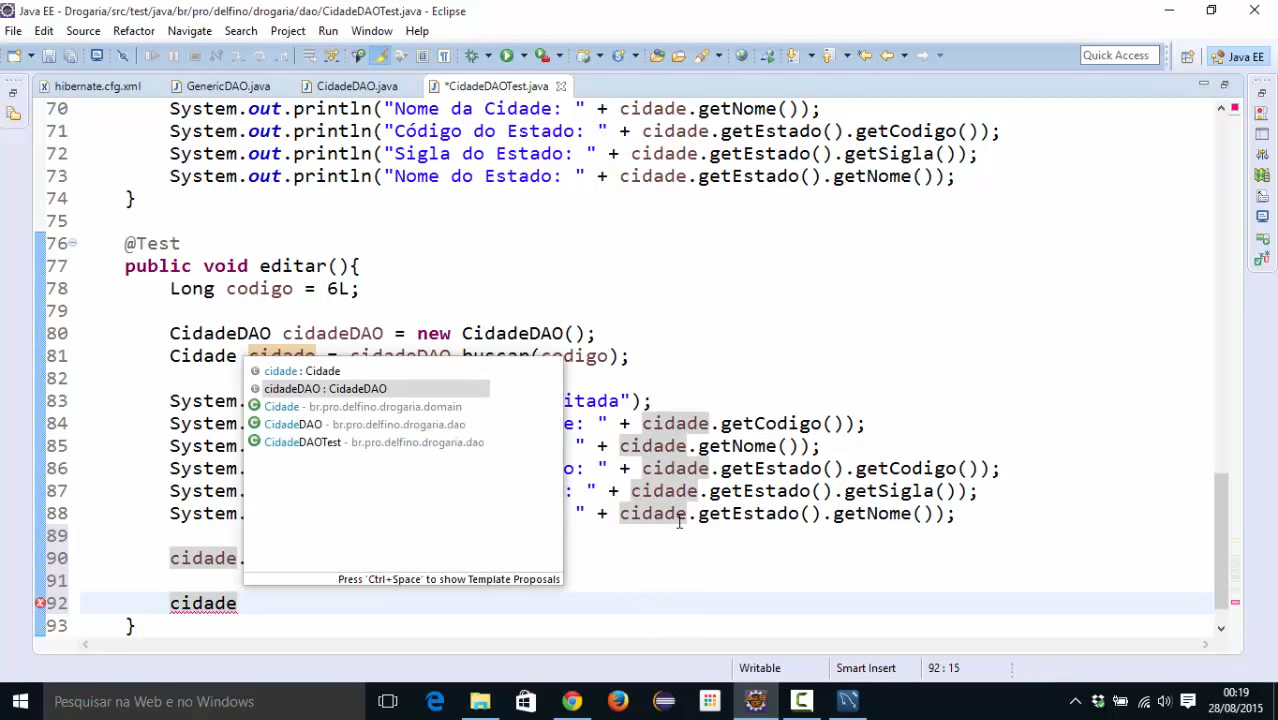 Java EE - Drogaria/src/test/java/br/pro/delfino/drogaria/dao/CidadeDAOTest.java - Eclipse
File Edit Source Refactor Navigate Search Project Run Window Help
Quick Access Java EE
hibernate.cfg.xml GenericDAO.java CidadeDAO.java *CidadeDAOTest.java
70 System.out.println("Nome da Cidade: " + cidade.getNome());
71 System.out.println("Código do Estado: " + cidade.getEstado().getCodigo());
72 System.out.println("Sigla do Estado: " + cidade.getEstado().getSigla());
73 System.out.println("Nome do Estado: " + cidade.getEstado().getNome());
74 }
75
76 @Test
77 public void editar(){
78 Long codigo = 6L;
79
80 CidadeDAO cidadeDAO = new CidadeDAO();
81 Cidade cidade = cidadeDAO.buscar(codigo);
82
83 System. itada");
84 System. e: " + cidade.getCodigo());
85 System. " + cidade.getNome());
86 System. o: " + cidade.getEstado().getCodigo());
87 System. : " + cidade.getEstado().getSigla());
88 System. " + cidade.getEstado().getNome());
89
90 cidade.
91
92 cidade
93 }
cidade : Cidade
cidadeDAO : CidadeDAO
Cidade - br.pro.delfino.drogaria.domain
CidadeDAO - br.pro.delfino.drogaria.dao
CidadeDAOTest - br.pro.delfino.drogaria.dao
Press 'Ctrl+Space' to show Template Proposals
Writable Smart Insert 92 : 15
Pesquisar na Web e no Windows
00:19
28/08/2015